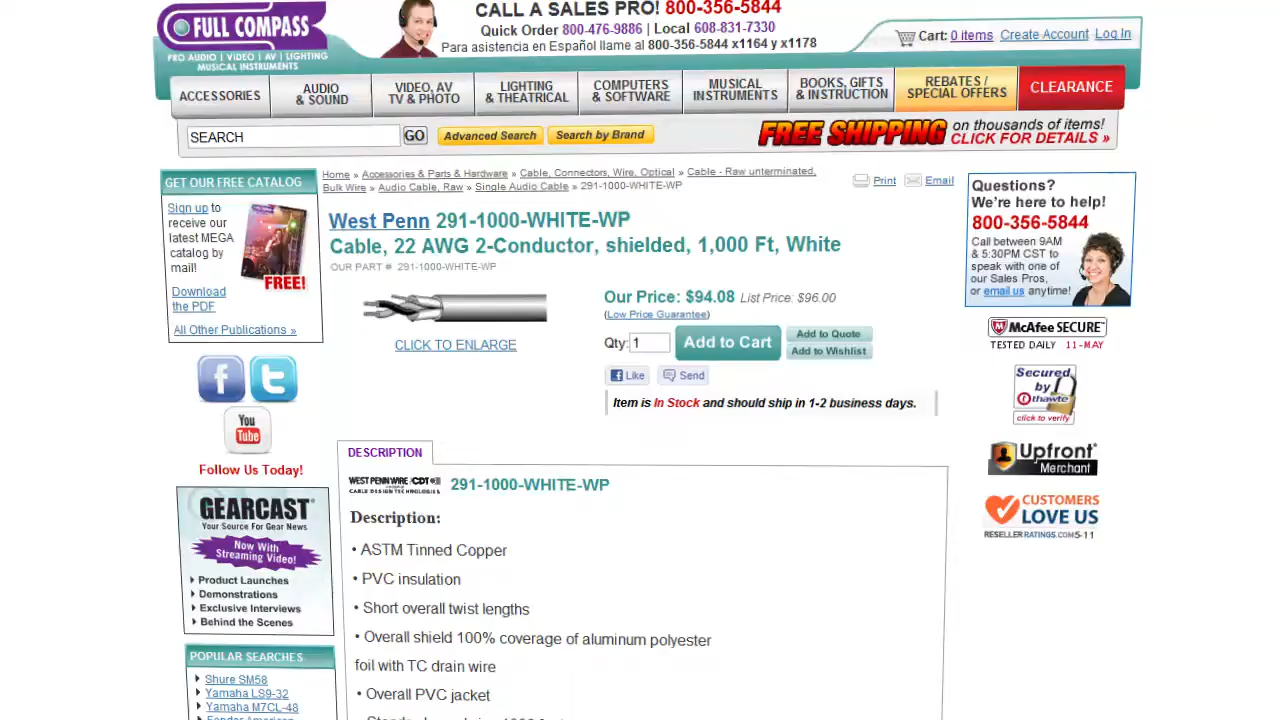 FULL COMPASS
PRO AUDIO | VIDEO | AV | LIGHTING
MUSICAL INSTRUMENTS
CALL A SALES PRO! 800-356-5844
Quick Order 800-476-9886 | Local 608-831-7330
Para asistencia en Español llame al 800-356-5844 x1164 y x1178
Cart: 0 items Create Account Log In
ACCESSORIES
AUDIO
& SOUND
VIDEO, AV
TV & PHOTO
LIGHTING
& THEATRICAL
COMPUTERS
& SOFTWARE
MUSICAL
INSTRUMENTS
BOOKS, GIFTS
& INSTRUCTION
REBATES /
SPECIAL OFFERS
CLEARANCE
SEARCH GO Advanced Search Search by Brand
FREE SHIPPING on thousands of items!
CLICK FOR DETAILS »
GET OUR FREE CATALOG
Sign up to
receive our
latest MEGA
catalog by
mail!
FREE!
Download
the PDF
All Other Publications »
You
Tube
Follow Us Today!
GEARCAST
Your Source For Gear News
Now With
Streaming Video!
Product Launches
Demonstrations
Exclusive Interviews
Behind the Scenes
POPULAR SEARCHES
Shure SM58
Yamaha LS9-32
Yamaha M7CL-48
Home » Accessories & Parts & Hardware » Cable, Connectors, Wire, Optical » Cable - Raw unterminated,
Bulk Wire » Audio Cable, Raw » Single Audio Cable » 291-1000-WHITE-WP
Print Email
West Penn 291-1000-WHITE-WP
Cable, 22 AWG 2-Conductor, shielded, 1,000 Ft, White
OUR PART # 291-1000-WHITE-WP
CLICK TO ENLARGE
Our Price: $94.08 List Price: $96.00
(Low Price Guarantee)
Qty: 1 Add to Cart
Add to Quote
Add to Wishlist
Like Send
Item is In Stock and should ship in 1-2 business days.
DESCRIPTION
WEST PENN WIRE/CDT
CABLE DESIGN TECHNOLOGIES
291-1000-WHITE-WP
Description:
• ASTM Tinned Copper
• PVC insulation
• Short overall twist lengths
• Overall shield 100% coverage of aluminum polyester
foil with TC drain wire
• Overall PVC jacket
Questions?
We're here to help!
800-356-5844
Call between 9AM
& 5:30PM CST to
speak with one of
our Sales Pros,
or email us anytime!
McAfee SECURE™
TESTED DAILY 11-MAY
Secured
by
thawte
click to verify
Upfront
Merchant
CUSTOMERS
LOVE US
RESELLERRATINGS.COM 5-11